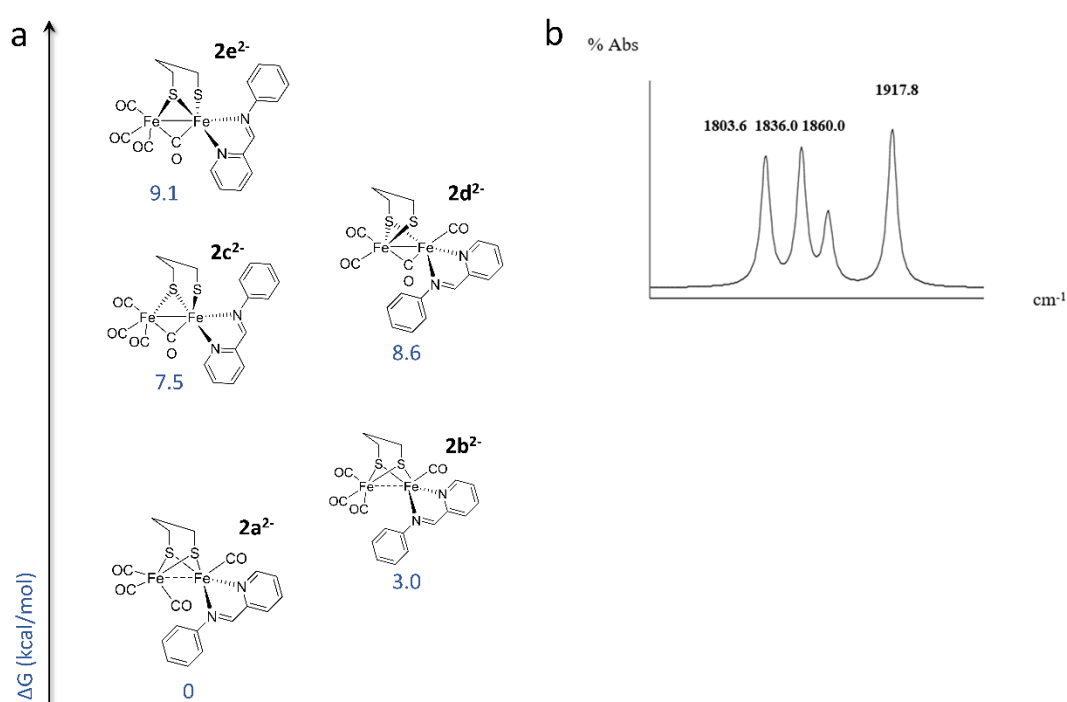 a
b
% Abs
1917.8
1803.6 1836.0 1860.0
cm-1
2e2-
S S
OC
OC Fe Fe N
OC C
O N
9.1
2d2-
S S CO
OC Fe Fe N
OC C
O N
8.6
2c2-
S S
OC
OC Fe Fe N
OC C
O N
7.5
2b2-
S S CO
OC Fe Fe N
OC
OC N
3.0
2a2-
S S CO
OC Fe Fe N
OC
CO N
0
ΔG (kcal/mol)